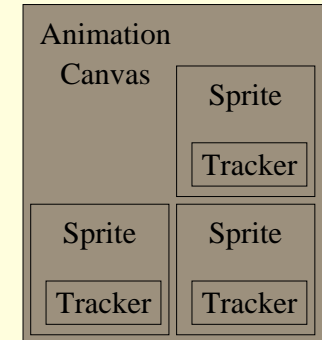 Animation
Canvas
Sprite
Tracker
Sprite
Tracker
Sprite
Tracker